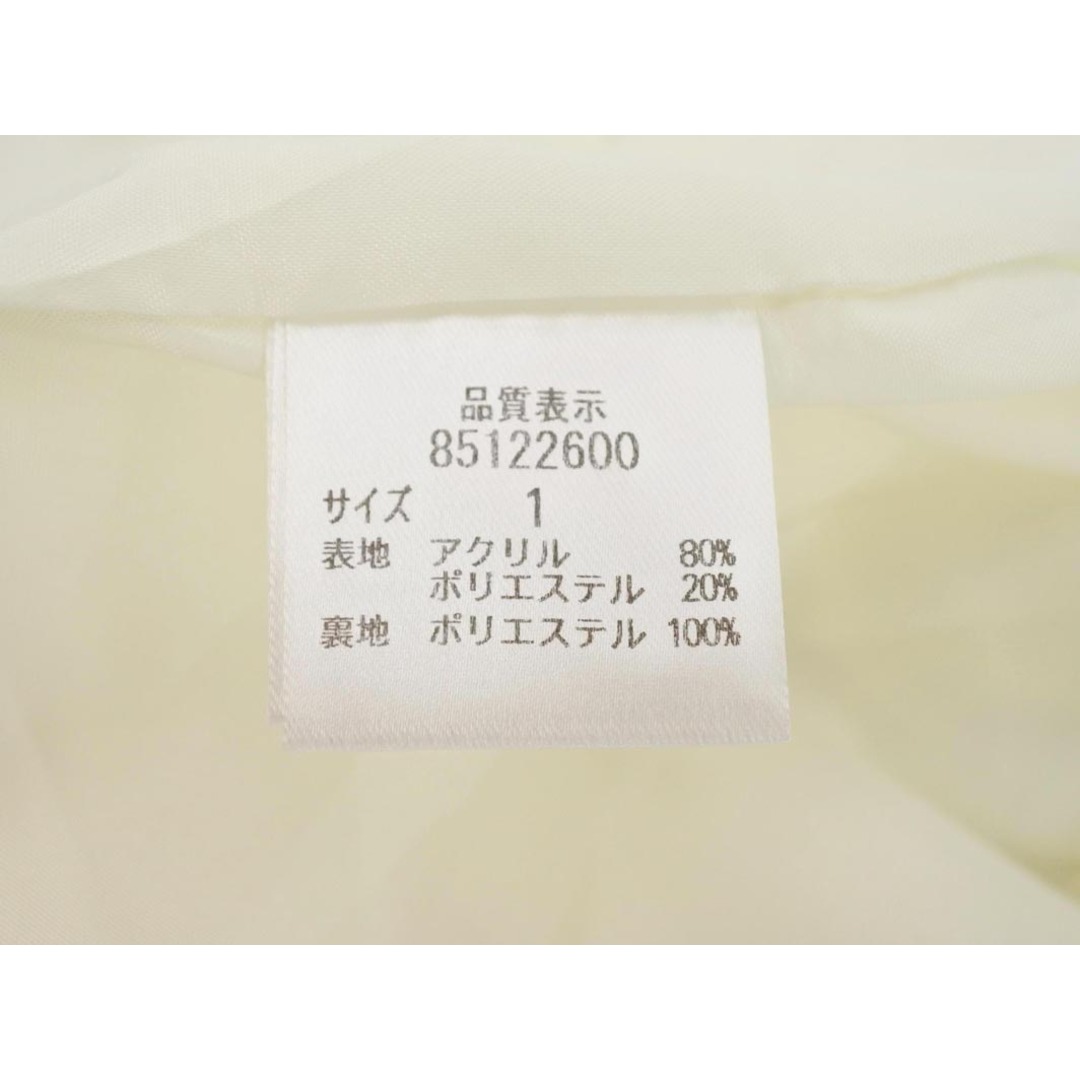 品質表示
85122600
サイズ 1
表地 アクリル 80%
ポリエステル 20%
裏地 ポリエステル 100%